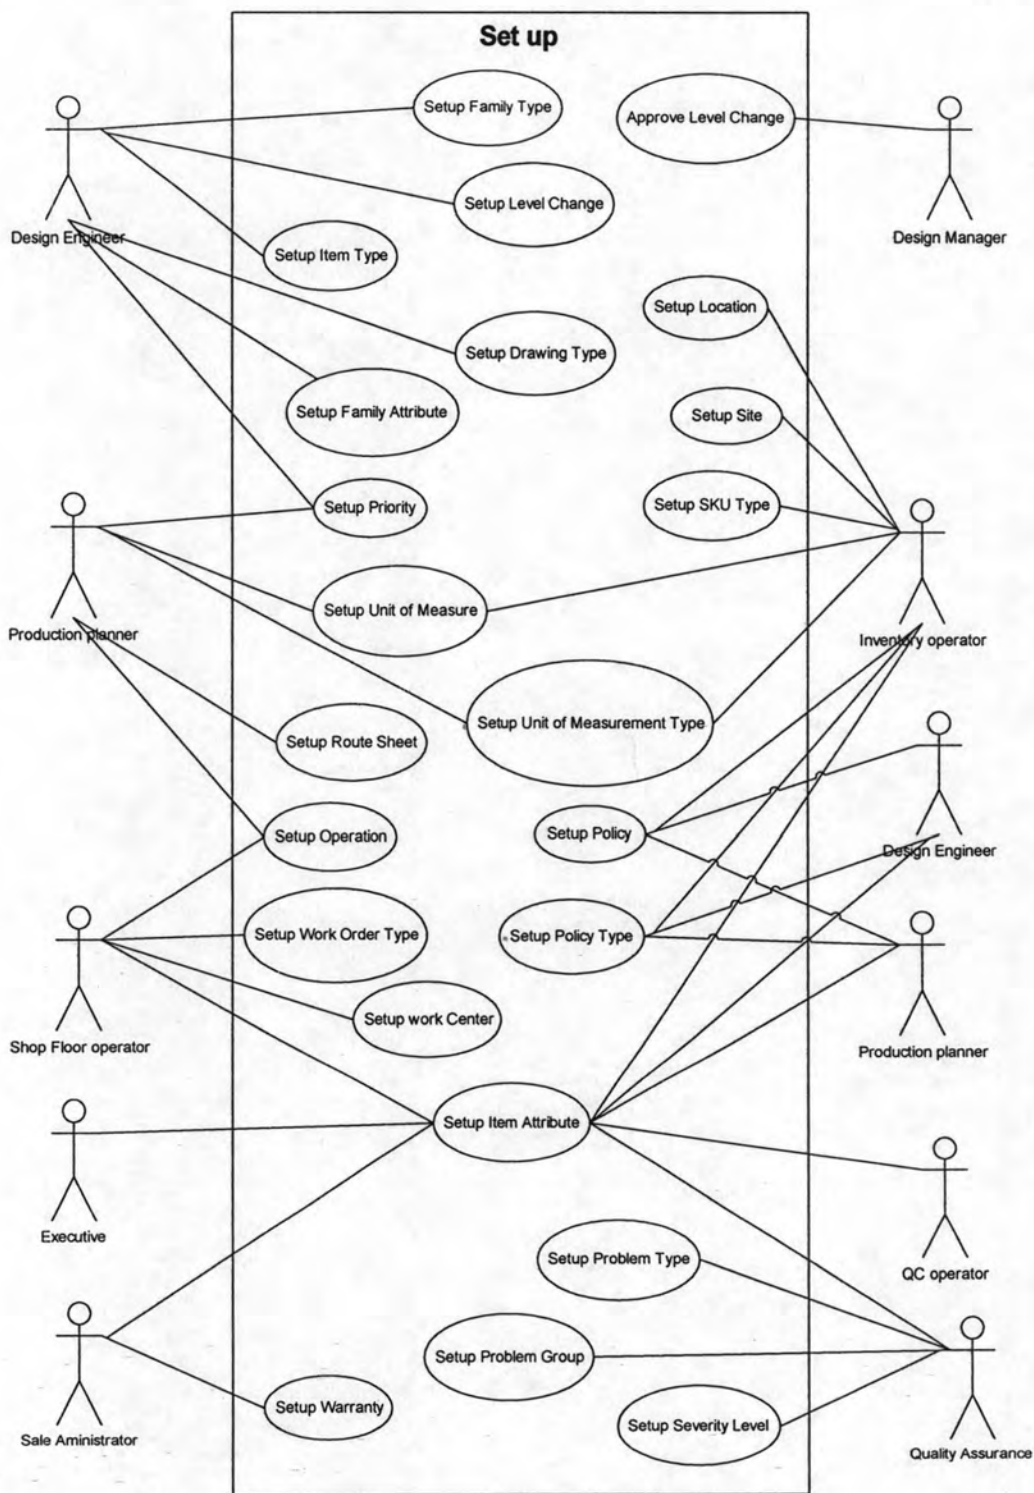 Set up
Setup Family Type
Approve Level Change
Setup Level Change
Design Engineer
Design Manager
Setup Item Type
Setup Location
Setup Drawing Type
Setup Family Attribute
Setup Site
Setup Priority
Setup SKU Type
Setup Unit of Measure
Production planner
Inventory operator
Setup Unit of Measurement Type
Setup Route Sheet
Setup Operation
Setup Policy
Design Engineer
Setup Work Order Type
Setup Policy Type
Setup work Center
Shop Floor operator
Production planner
Setup Item Attribute
Executive
Setup Problem Type
QC operator
Setup Problem Group
Setup Warranty
Setup Severity Level
Sale Aministrator
Quality Assurance